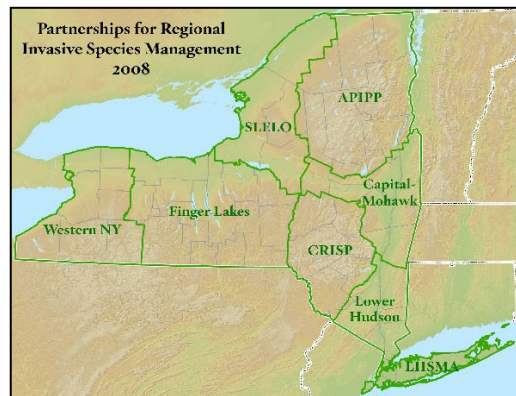 Partnerships for Regional
Invasive Species Management
2008
APIPP
SLELO
Capital-
Mohawk
Finger Lakes
Western NY
CRISP
Lower
Hudson
LIISMA